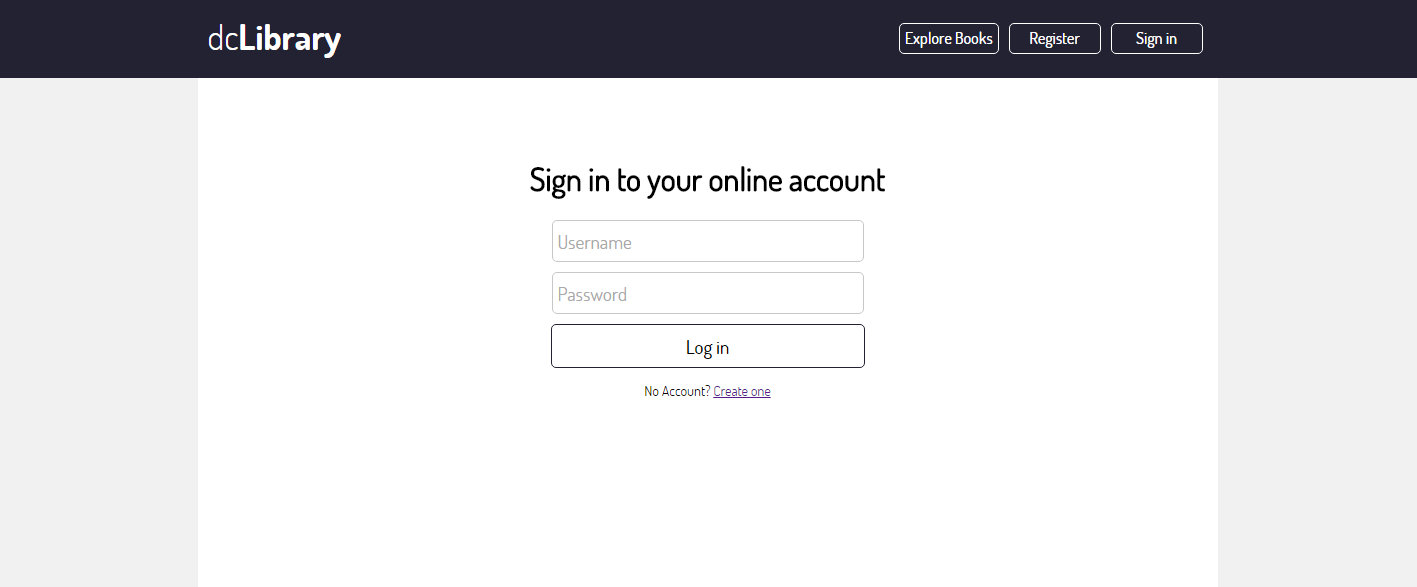 dcLibrary
Explore Books
Register
Sign in
Sign in to your online account
Username
Password
Log in
No Account? Create one